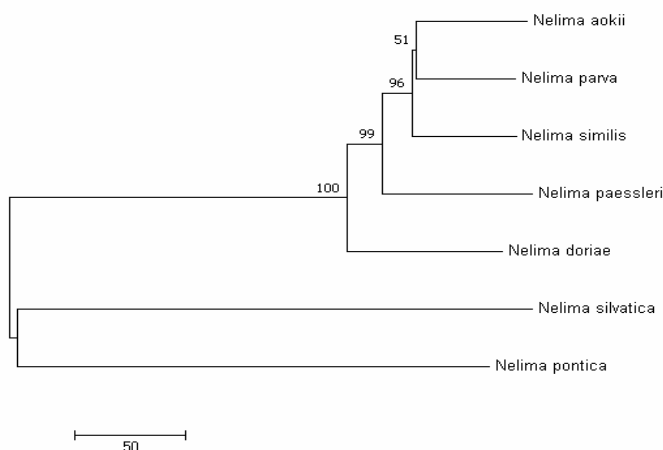 Nelima aokii
51
Nelima parva
96
Nelima similis
99
Nelima paessleri
100
Nelima doriae
Nelima silvatica
Nelima pontica
50